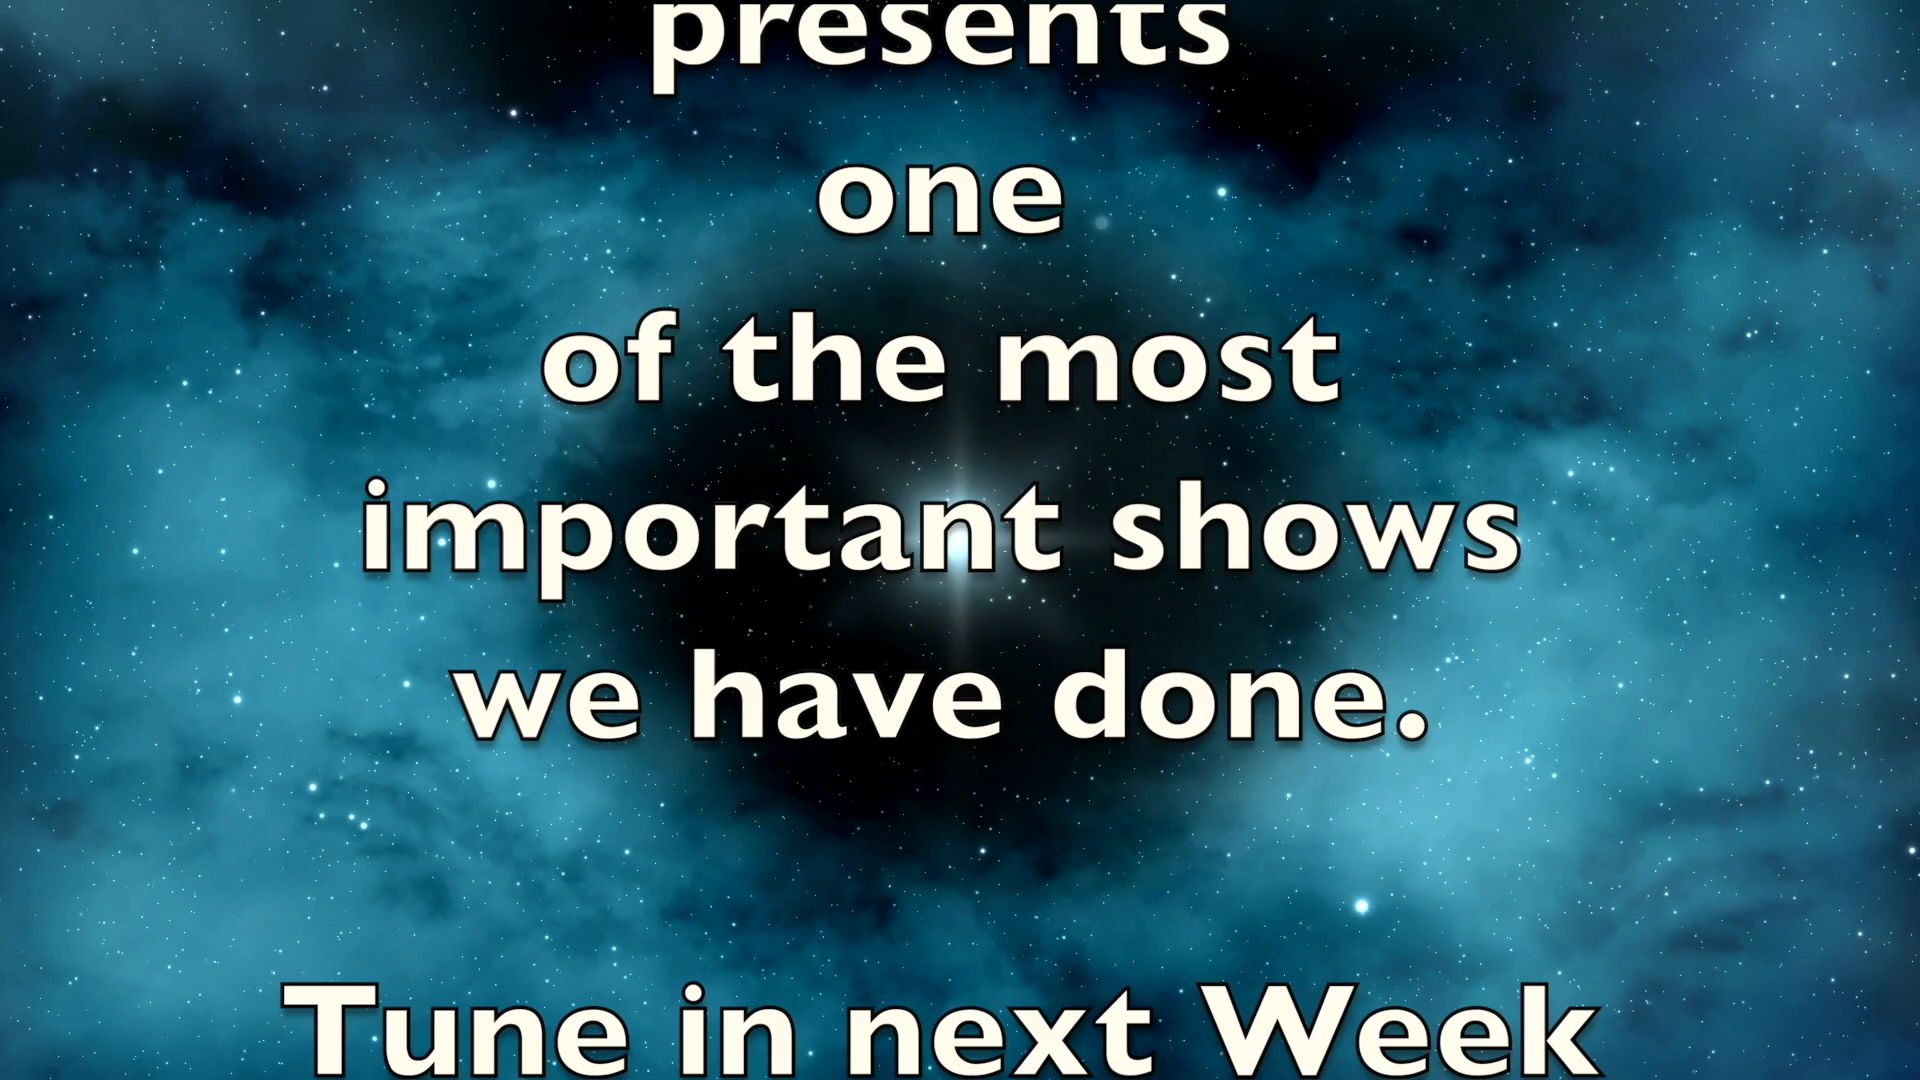 presents
one
of the most
important shows
we have done.
Tune in next Week